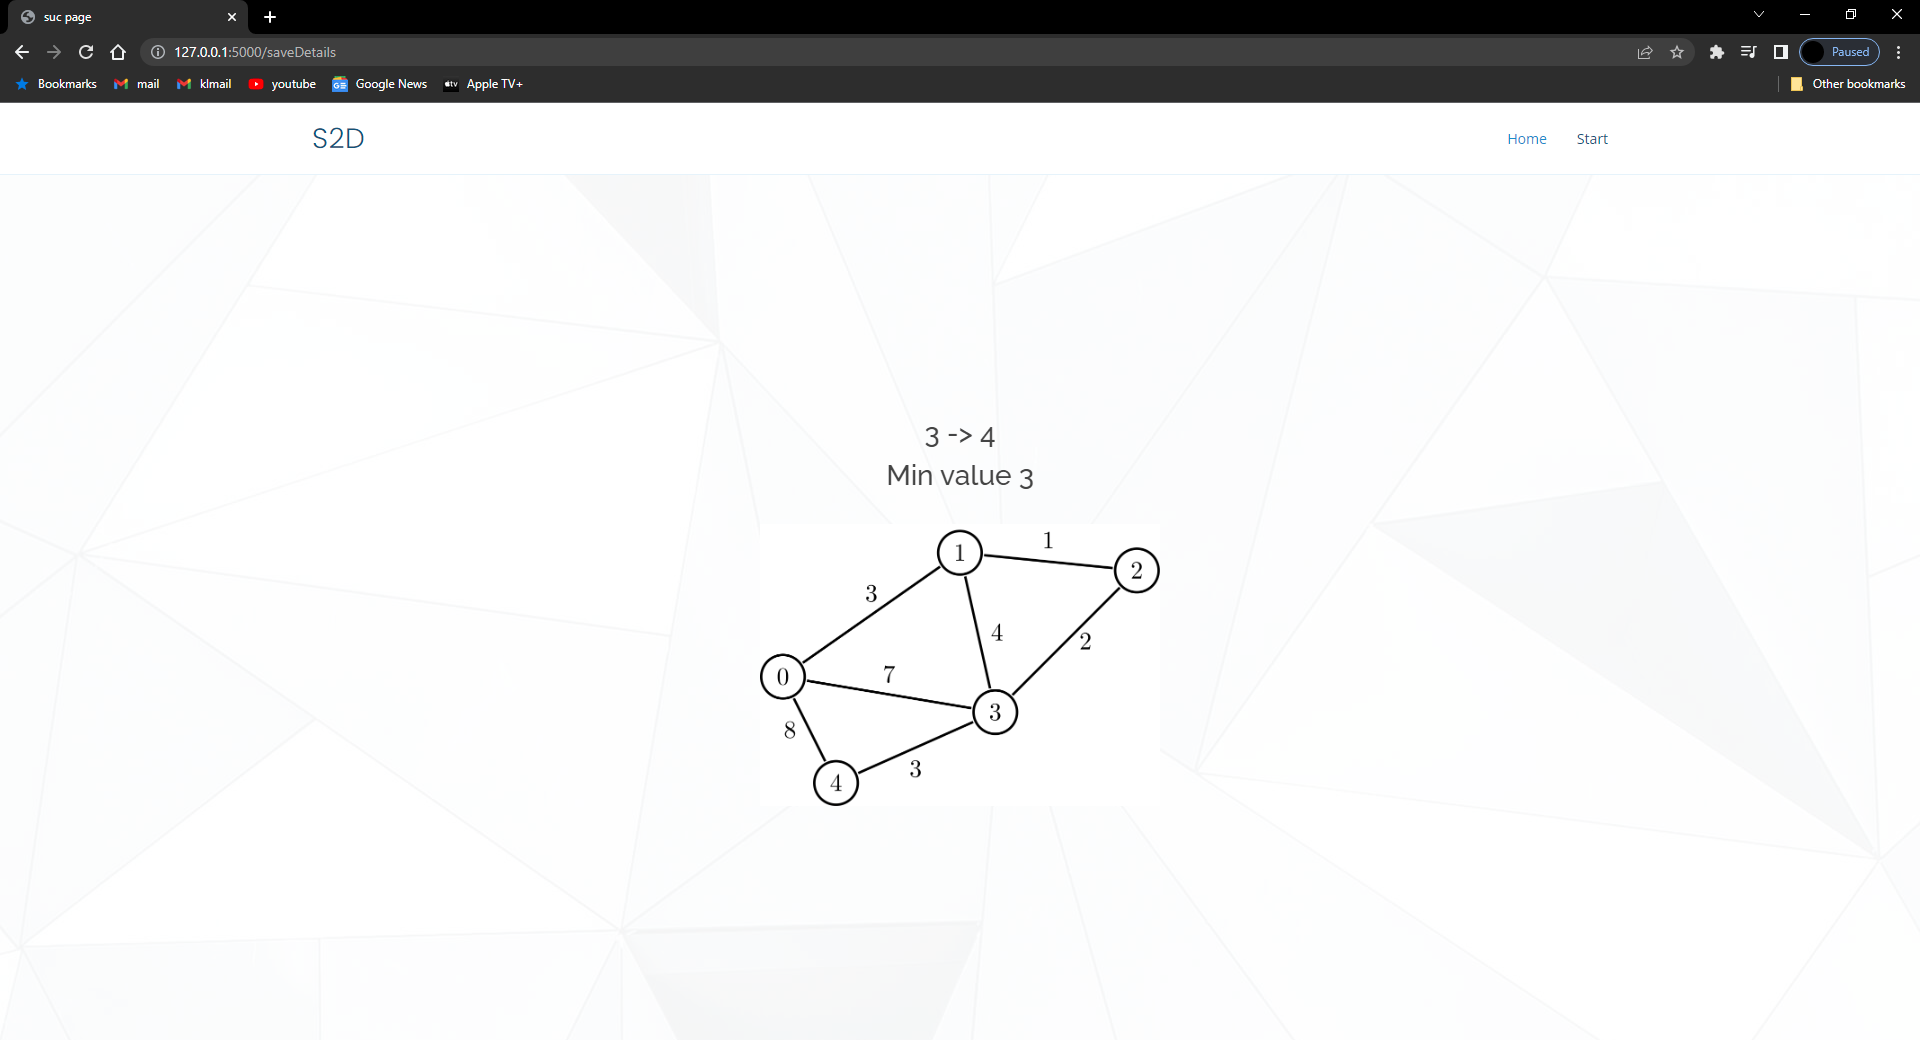 suc page
127.0.0.1:5000/saveDetails
Paused
Bookmarks mail klmail youtube Google News Apple TV+ Other bookmarks
S2D Home Start
3 -> 4
Min value 3
1
1
2
3
4
2
0
7
3
8
3
4